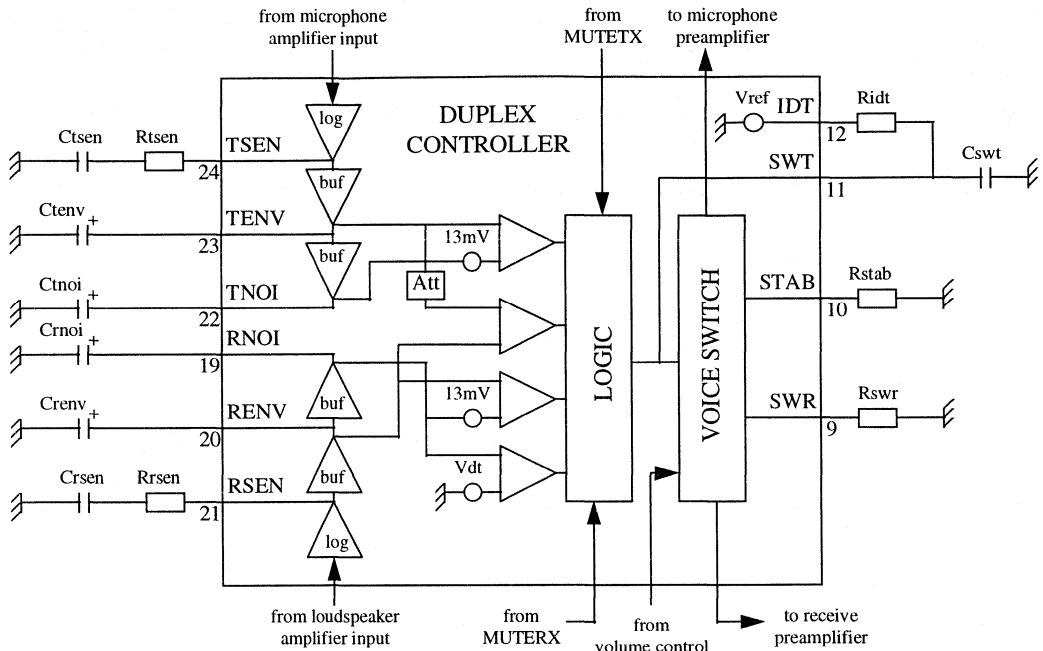 from microphone
amplifier input
from
MUTETX
to microphone
preamplifier
DUPLEX
CONTROLLER
log
Vref
IDT
Ridt
12
Ctsen
Rtsen
TSEN
24
SWT
11
Cswt
buf
Ctenv
+
TENV
23
buf
13mV
Att
Ctnoi
+
TNOI
22
STAB
Rstab
10
Crnoi
+
RNOI
19
LOGIC
VOICE SWITCH
buf
13mV
Crenv
+
RENV
20
SWR
Rswr
9
buf
Vdt
Crsen
Rrsen
RSEN
21
log
from loudspeaker
amplifier input
from
MUTERX
from
volume control
to receive
preamplifier